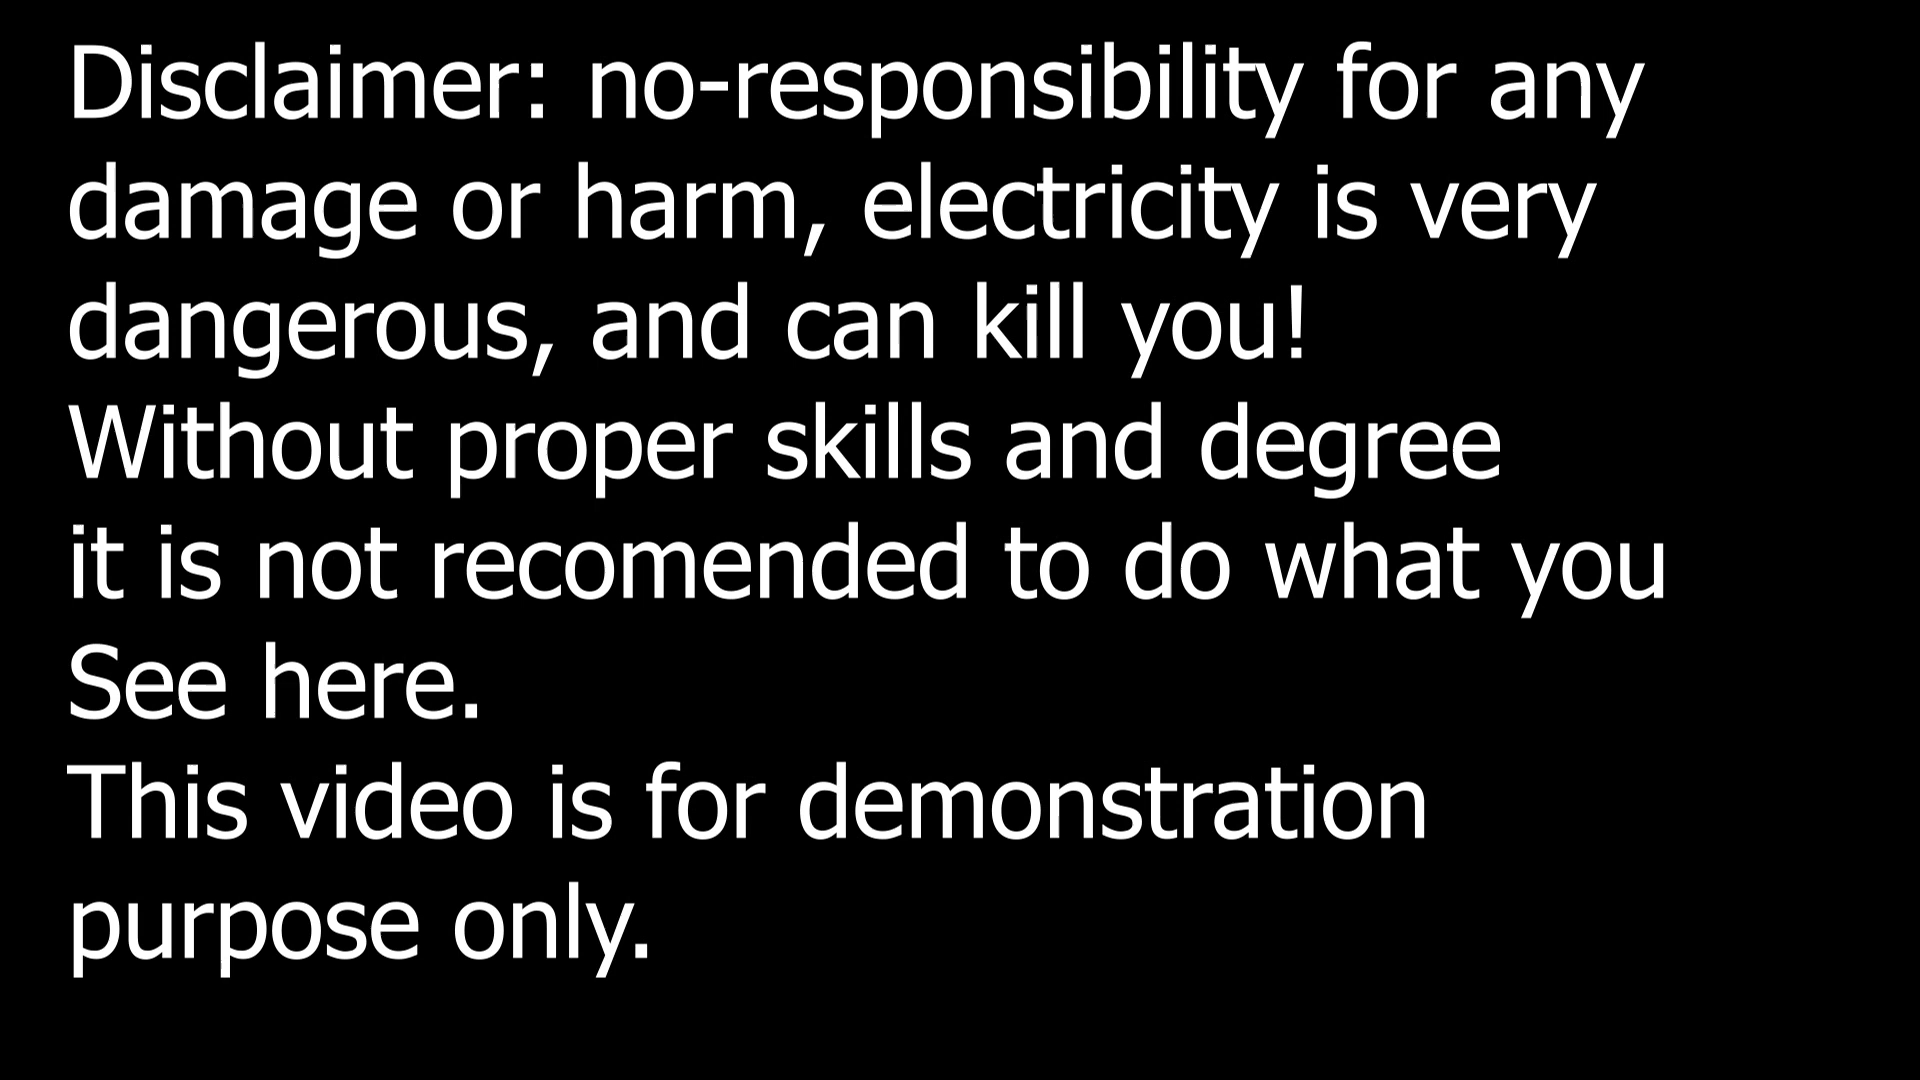 Disclaimer: no-responsibility for any
damage or harm, electricity is very
dangerous, and can kill you!
Without proper skills and degree
it is not recomended to do what you
See here.
This video is for demonstration
purpose only.